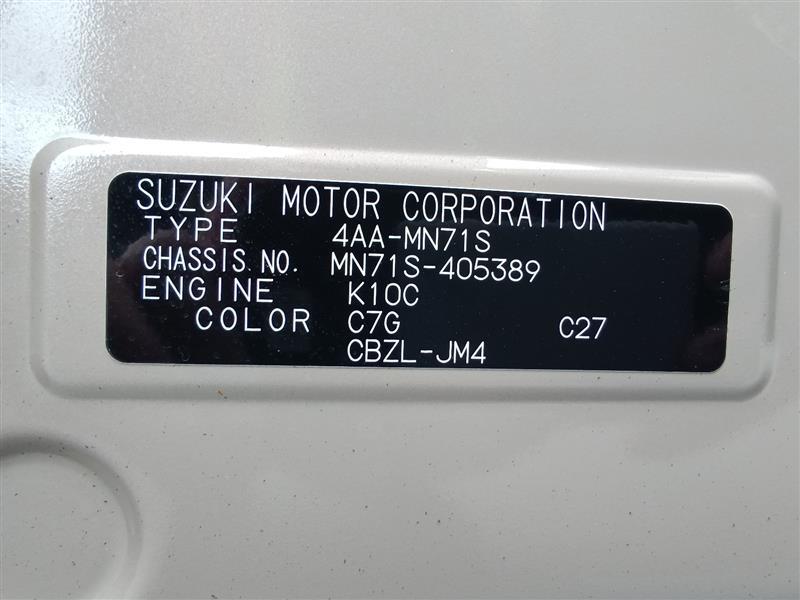 SUZUKI MOTOR CORPORATION
TYPE 4AA-MN71S
CHASSIS NO. MN71S-405389
ENGINE K10C
COLOR C7G C27
CBZL-JM4